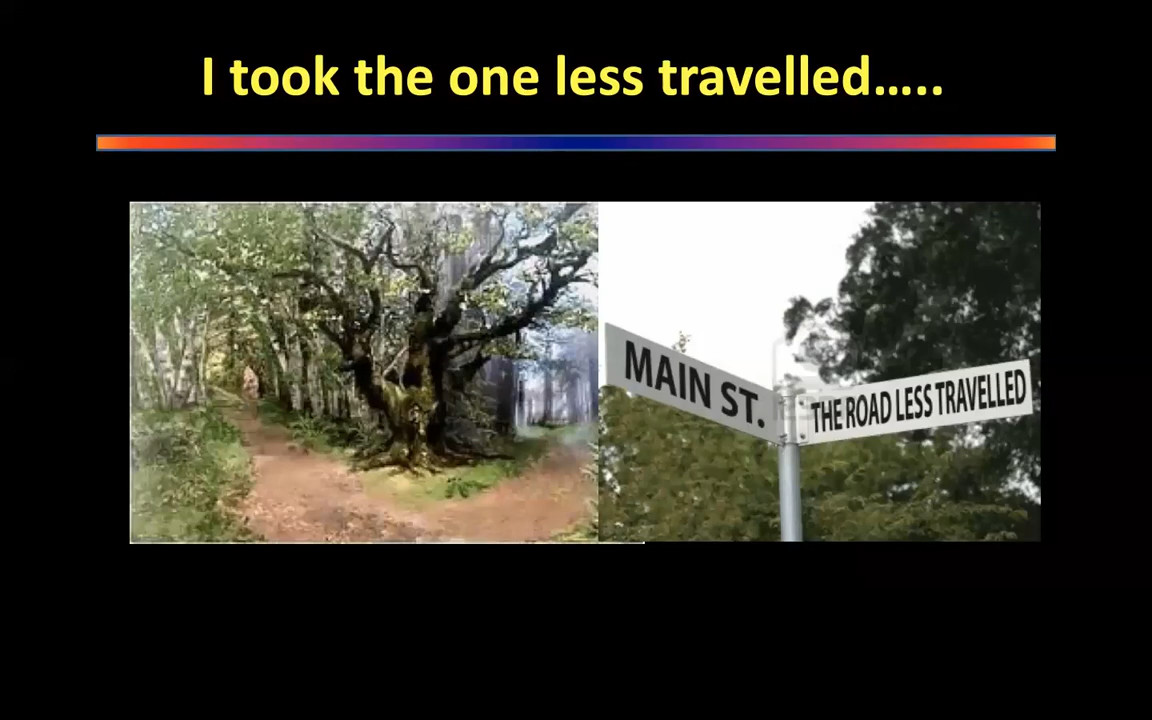 I took the one less travelled…..
MAIN ST.
THE ROAD LESS TRAVELLED